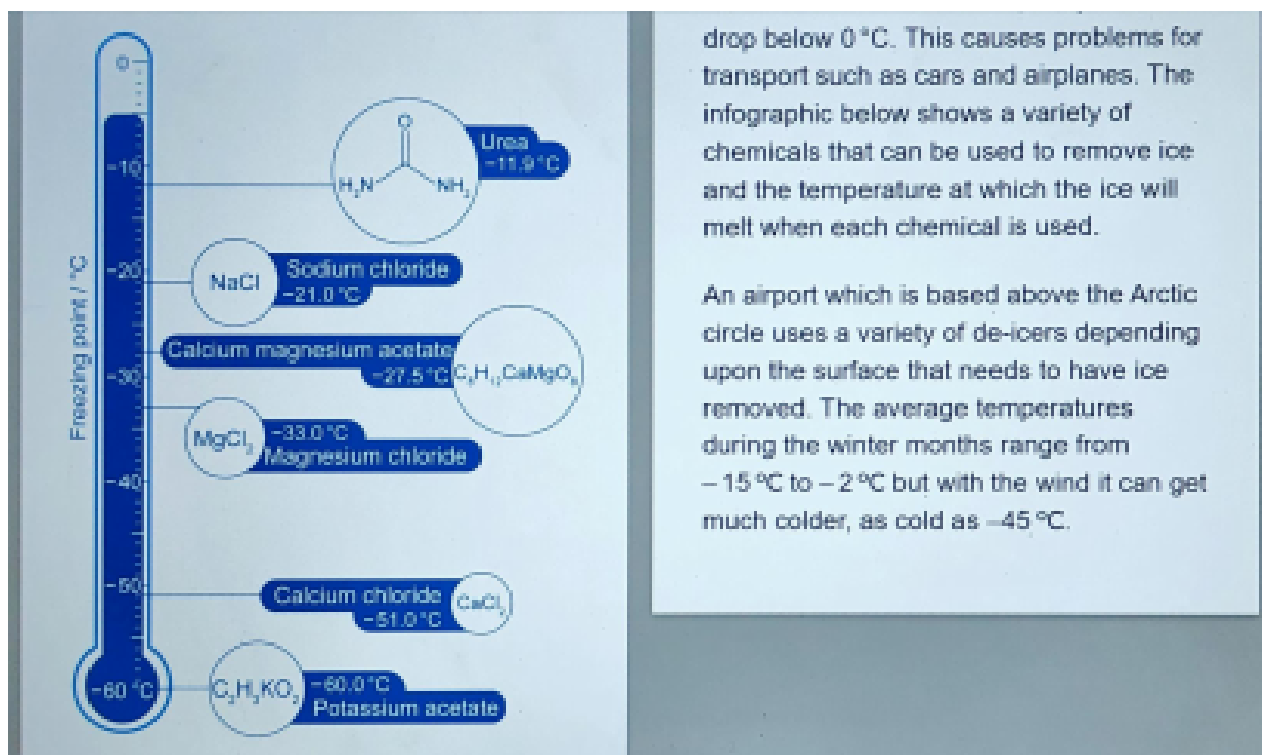 0
-10
-20
-30
-40
-50
-60 °C
Freezing point / °C
O
H₂N
NH₂
Urea
-11.9 °C
NaCl
Sodium chloride
-21.0 °C
Calcium magnesium acetate
-27.5 °C
MgCl₂
-33.0 °C
Magnesium chloride
Calcium chloride
-51.0 °C
CaCl₂
-60.0 °C
Potassium acetate
drop below 0 °C. This causes problems for
transport such as cars and airplanes. The
infographic below shows a variety of
chemicals that can be used to remove ice
and the temperature at which the ice will
melt when each chemical is used.
An airport which is based above the Arctic
circle uses a variety of de-icers depending
upon the surface that needs to have ice
removed. The average temperatures
during the winter months range from
– 15 ºC to – 2 ºC but with the wind it can get
much colder, as cold as –45 ºC.